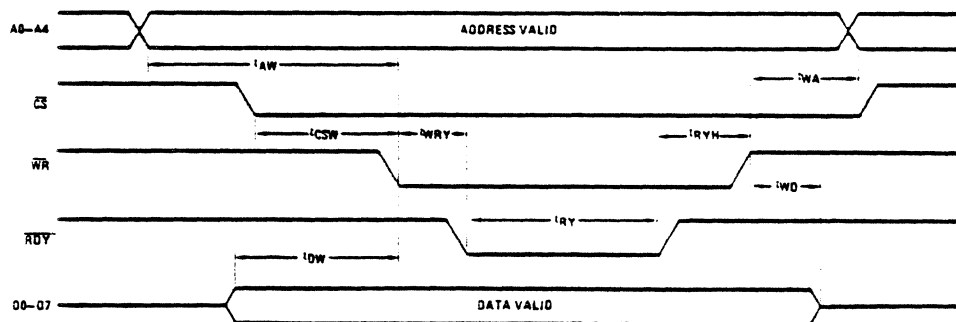 A0–A4
ADDRESS VALID
tAW
tWA
CS
tCSW
tWRY
tRYH
WR
tWD
RDY
tRY
tDW
D0–D7
DATA VALID